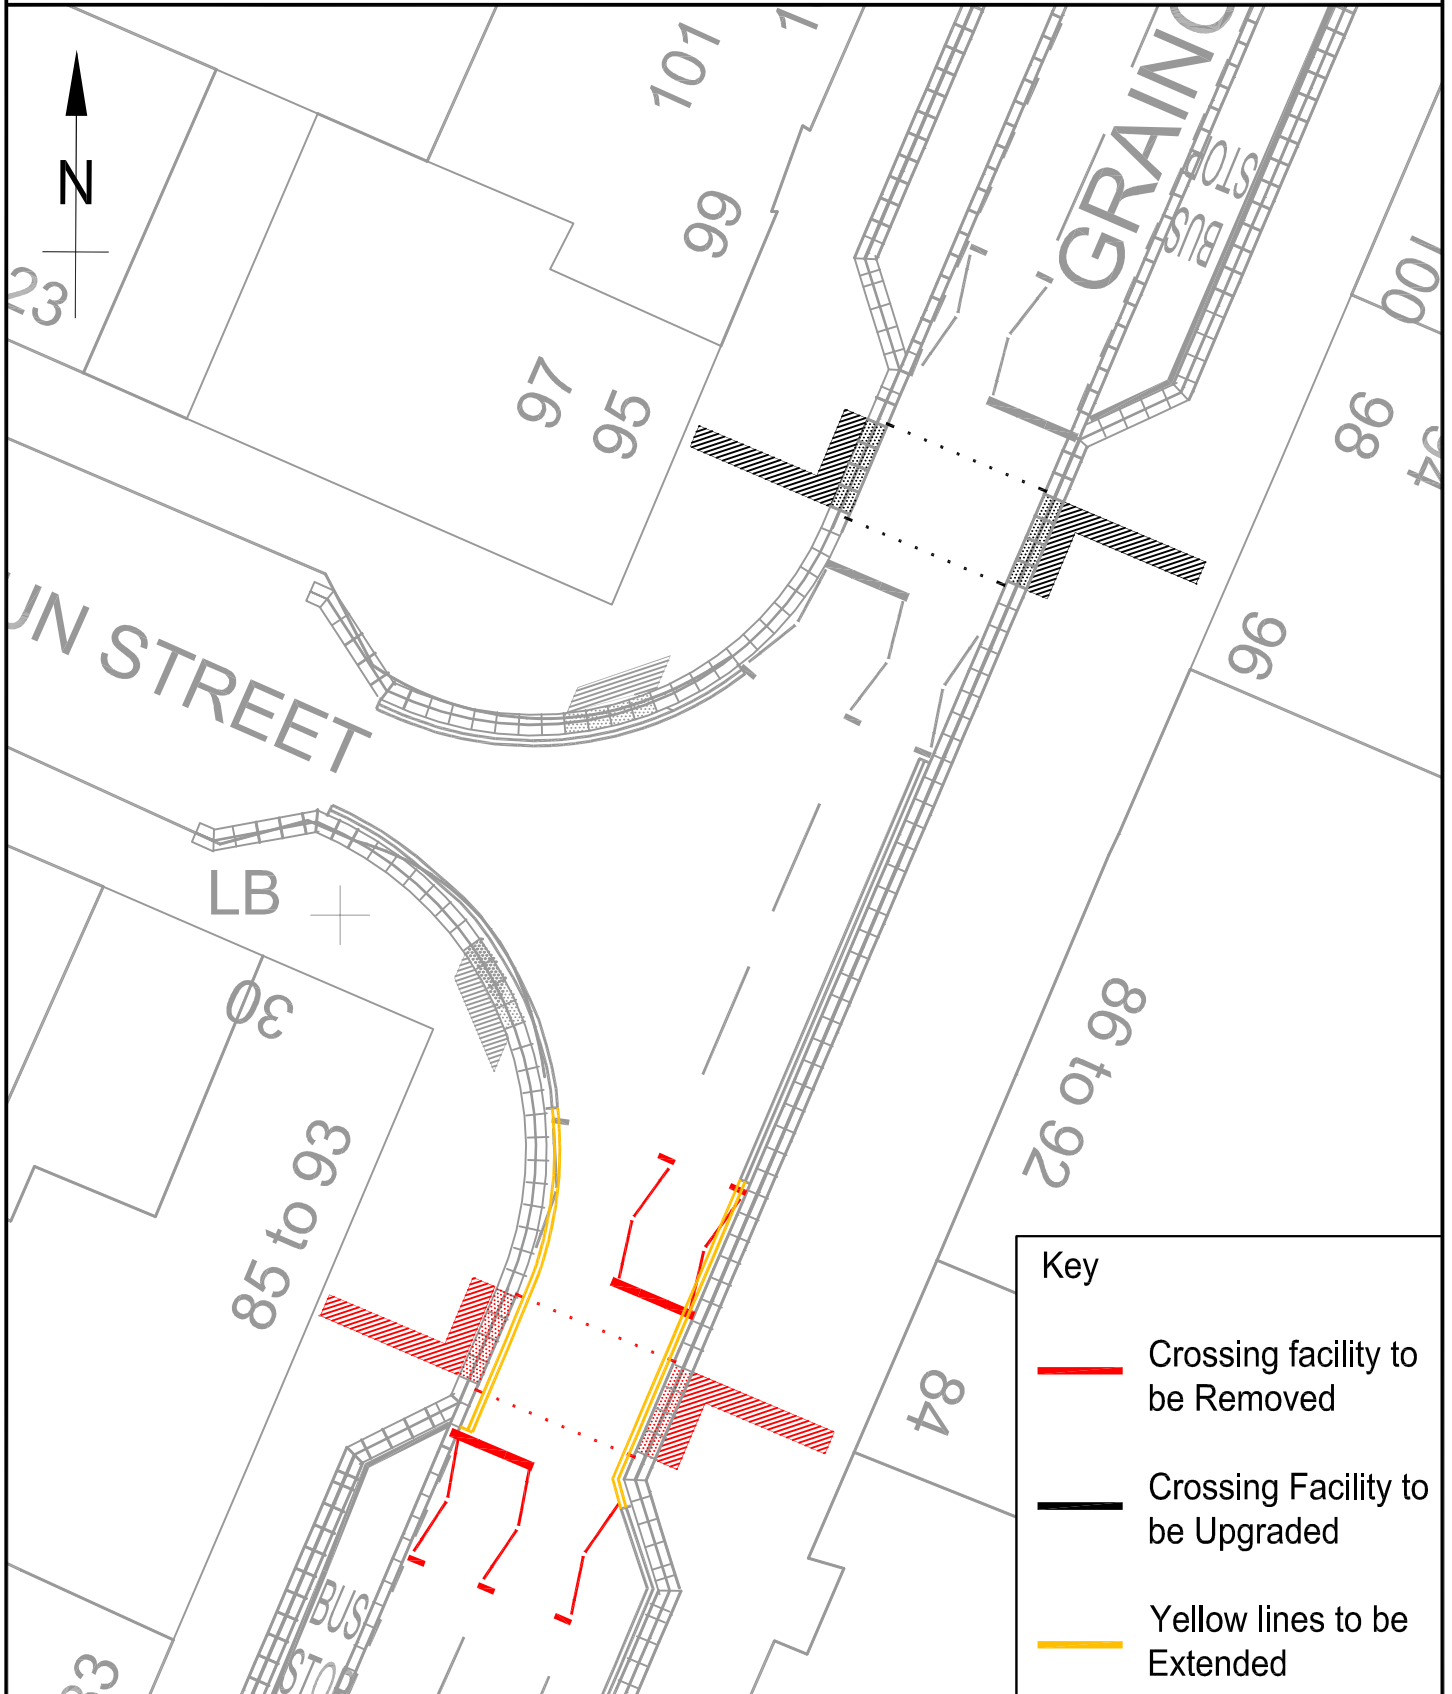 101
GRAING
STOP
BUS
N
99
100
23
97
95
98
94
UN STREET
96
LB
30
86 to 92
85 to 93
84
BUS
STOP
Key
Crossing facility to
be Removed
Crossing Facility to
be Upgraded
Yellow lines to be
Extended